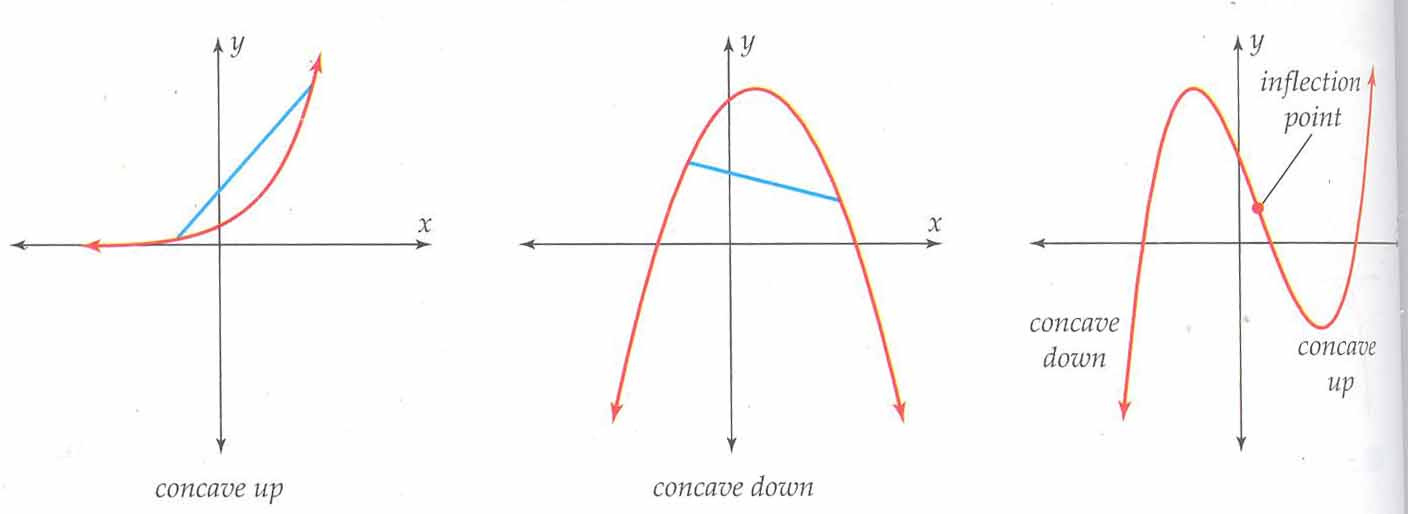 y
x
concave up
y
x
concave down
y
inflection
point
concave
down
concave
up